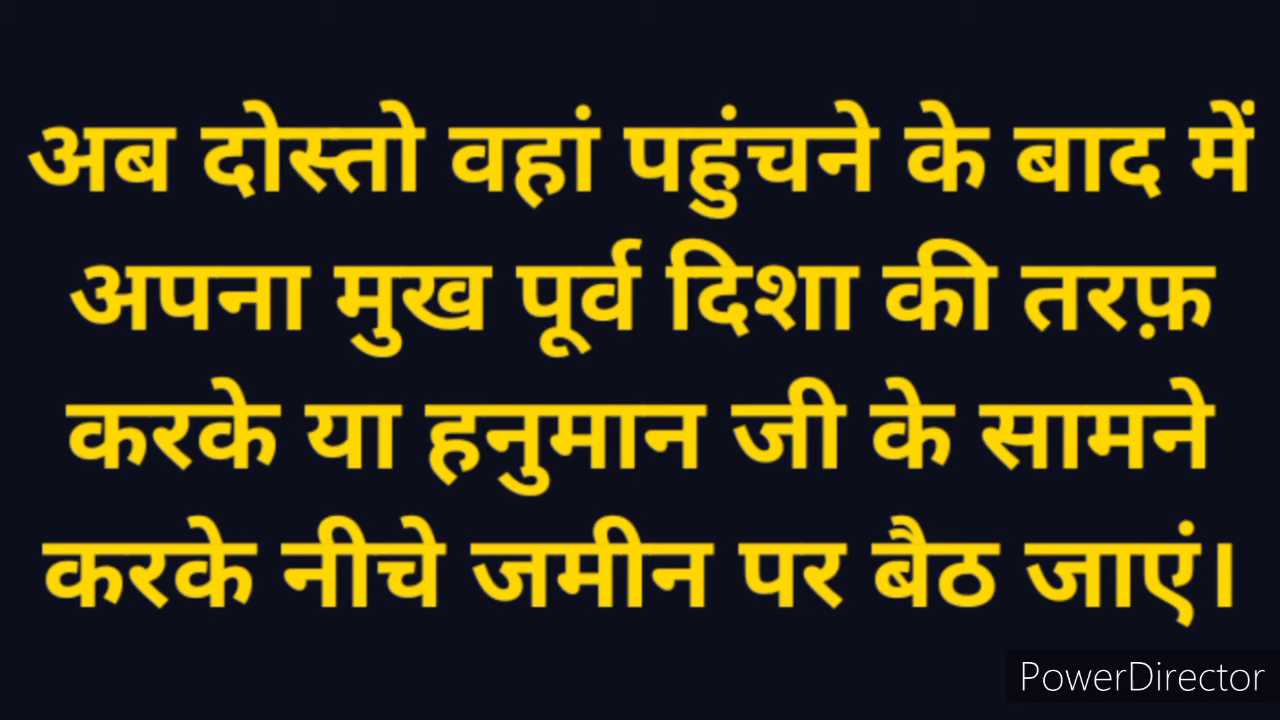 अब दोस्तो वहां पहुंचने के बाद में
अपना मुख पूर्व दिशा की तरफ़
करके या हनुमान जी के सामने
करके नीचे जमीन पर बैठ जाएं।
PowerDirector